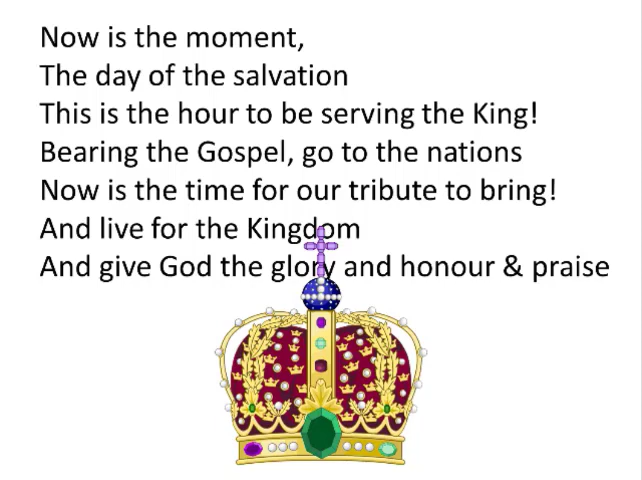 Now is the moment,
The day of the salvation
This is the hour to be serving the King!
Bearing the Gospel, go to the nations
Now is the time for our tribute to bring!
And live for the Kingdom
And give God the glory and honour & praise